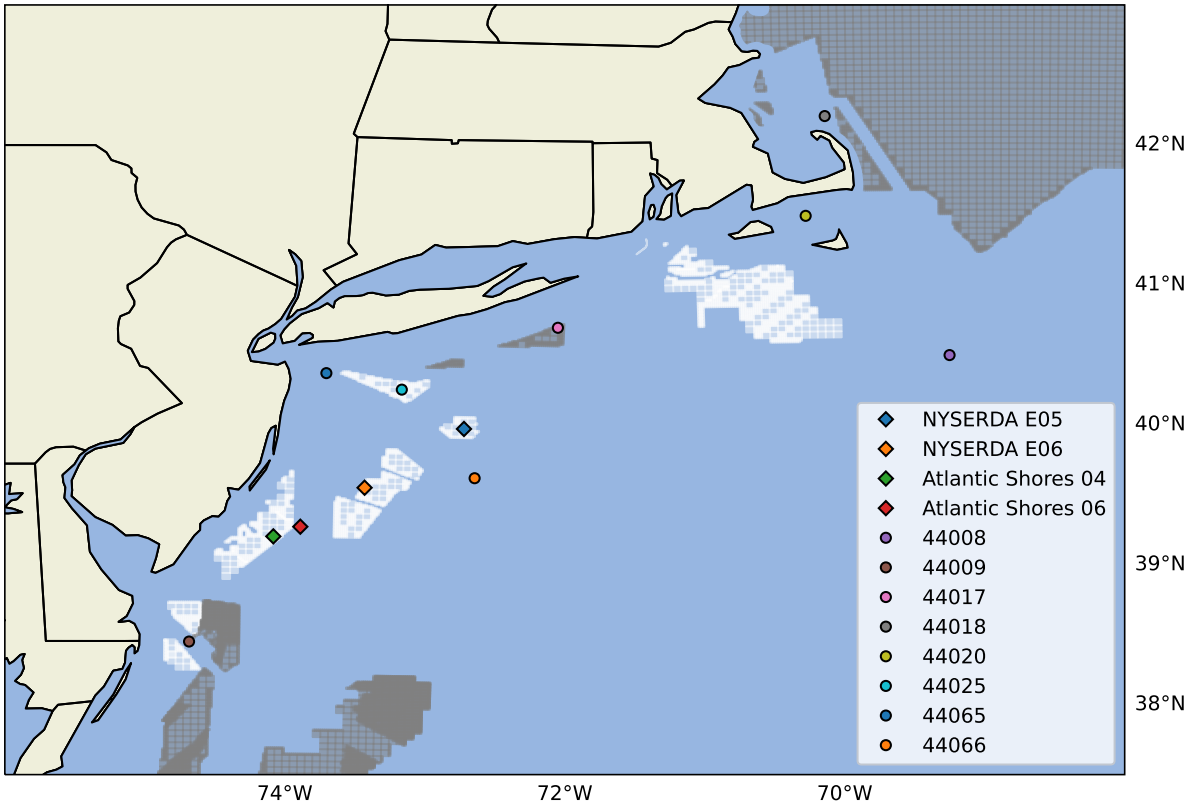 42°N
41°N
40°N
39°N
38°N
NYSERDA E05
NYSERDA E06
Atlantic Shores 04
Atlantic Shores 06
44008
44009
44017
44018
44020
44025
44065
44066
74°W
72°W
70°W